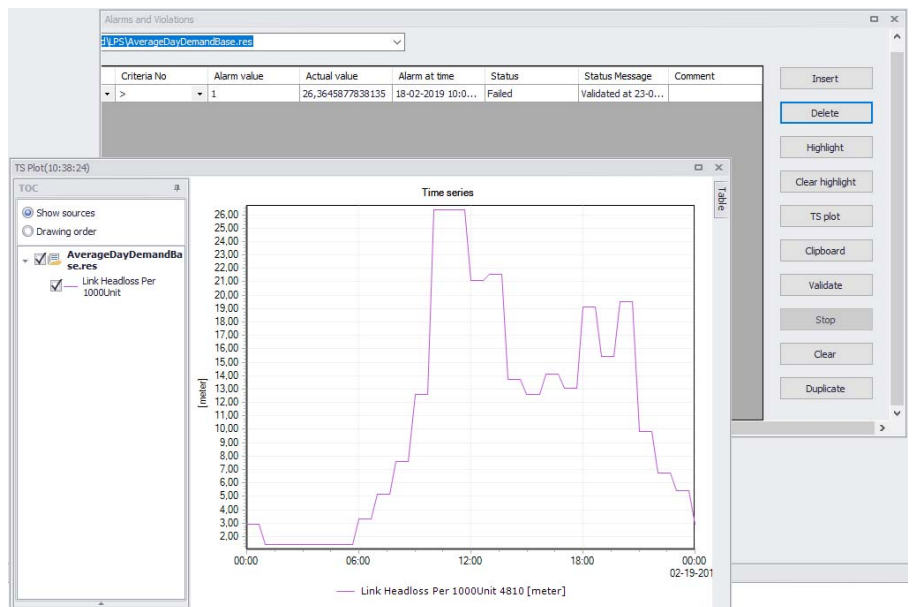 Alarms and Violations
d\LPS\AverageDayDemandBase.res
Criteria No Alarm value Actual value Alarm at time Status Status Message Comment
> 1 26,3645877838135 18-02-2019 10:0... Failed Validated at 23-0...
Insert
Delete
Highlight
Clear highlight
TS plot
Clipboard
Validate
Stop
Clear
Duplicate
TS Plot(10:38:24)
TOC
Show sources
Drawing order
AverageDayDemandBa
se.res
Link Headloss Per
1000Unit
Table
Time series
[meter]
26,00
25,00
24,00
23,00
22,00
21,00
20,00
19,00
18,00
17,00
16,00
15,00
14,00
13,00
12,00
11,00
10,00
9,00
8,00
7,00
6,00
5,00
4,00
3,00
2,00
00:00 06:00 12:00 18:00 00:00
02-19-201
Link Headloss Per 1000Unit 4810 [meter]